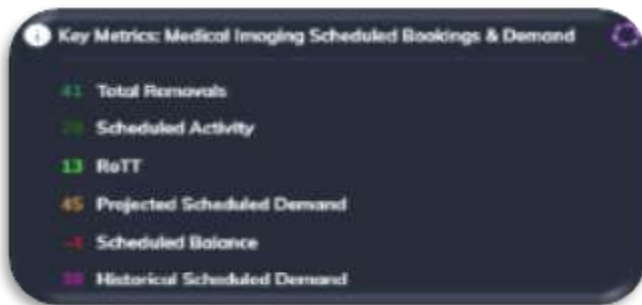 Key Metrics: Medical Imaging Scheduled Bookings & Demand
41 Total Removals
Scheduled Activity
13 RoTT
45 Projected Scheduled Demand
-4 Scheduled Balance
Historical Scheduled Demand